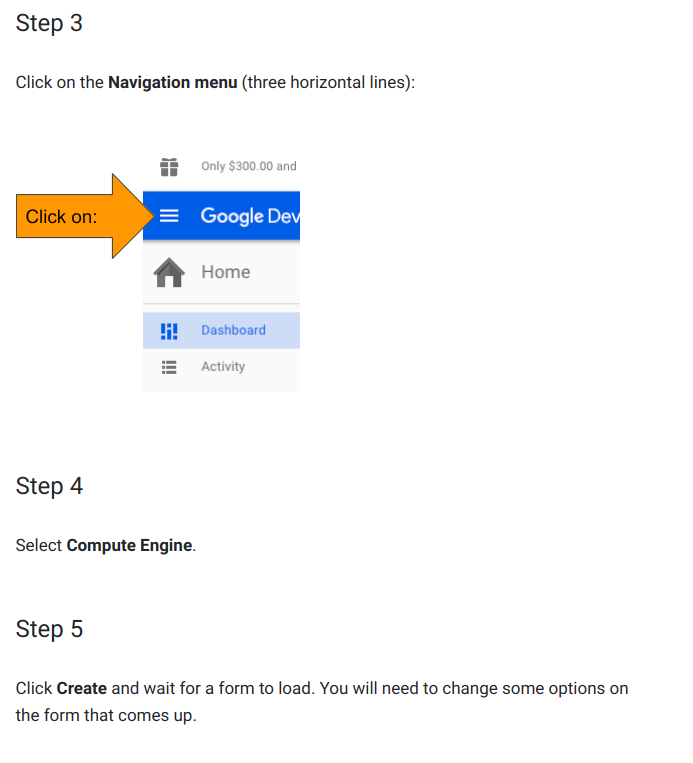 Step 3
Click on the Navigation menu (three horizontal lines):
Only $300.00 and
Click on:
Google Dev
Home
Dashboard
Activity
Step 4
Select Compute Engine.
Step 5
Click Create and wait for a form to load. You will need to change some options on
the form that comes up.